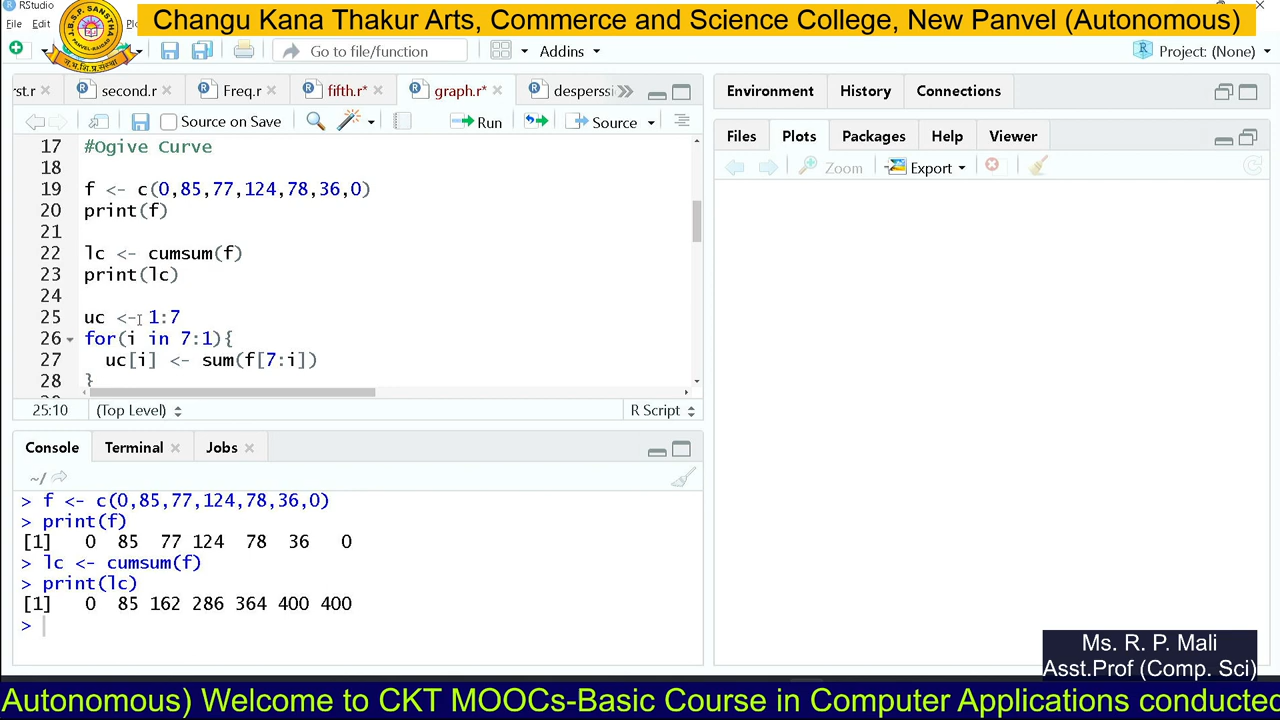 RStudio
Changu Kana Thakur Arts, Commerce and Science College, New Panvel (Autonomous)
File Edit
Go to file/function Addins Project: (None)
rst.r second.r Freq.r fifth.r* graph.r* desperssi
Source on Save Run Source
17 #Ogive Curve
18
19 f <- c(0,85,77,124,78,36,0)
20 print(f)
21
22 lc <- cumsum(f)
23 print(lc)
24
25 uc <- 1:7
26 for(i in 7:1){
27 uc[i] <- sum(f[7:i])
28 }
25:10 (Top Level) R Script
Console Terminal Jobs
~/
> f <- c(0,85,77,124,78,36,0)
> print(f)
[1] 0 85 77 124 78 36 0
> lc <- cumsum(f)
> print(lc)
[1] 0 85 162 286 364 400 400
>
Environment History Connections
Files Plots Packages Help Viewer
Zoom Export
Ms. R. P. Mali
Asst.Prof (Comp. Sci)
Autonomous) Welcome to CKT MOOCs-Basic Course in Computer Applications conducted